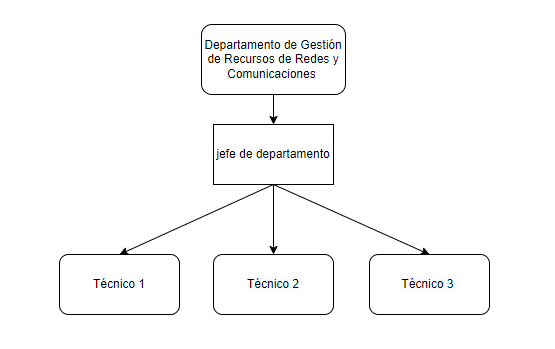 Departamento de Gestión
de Recursos de Redes y
Comunicaciones
jefe de departamento
Técnico 1
Técnico 2
Técnico 3